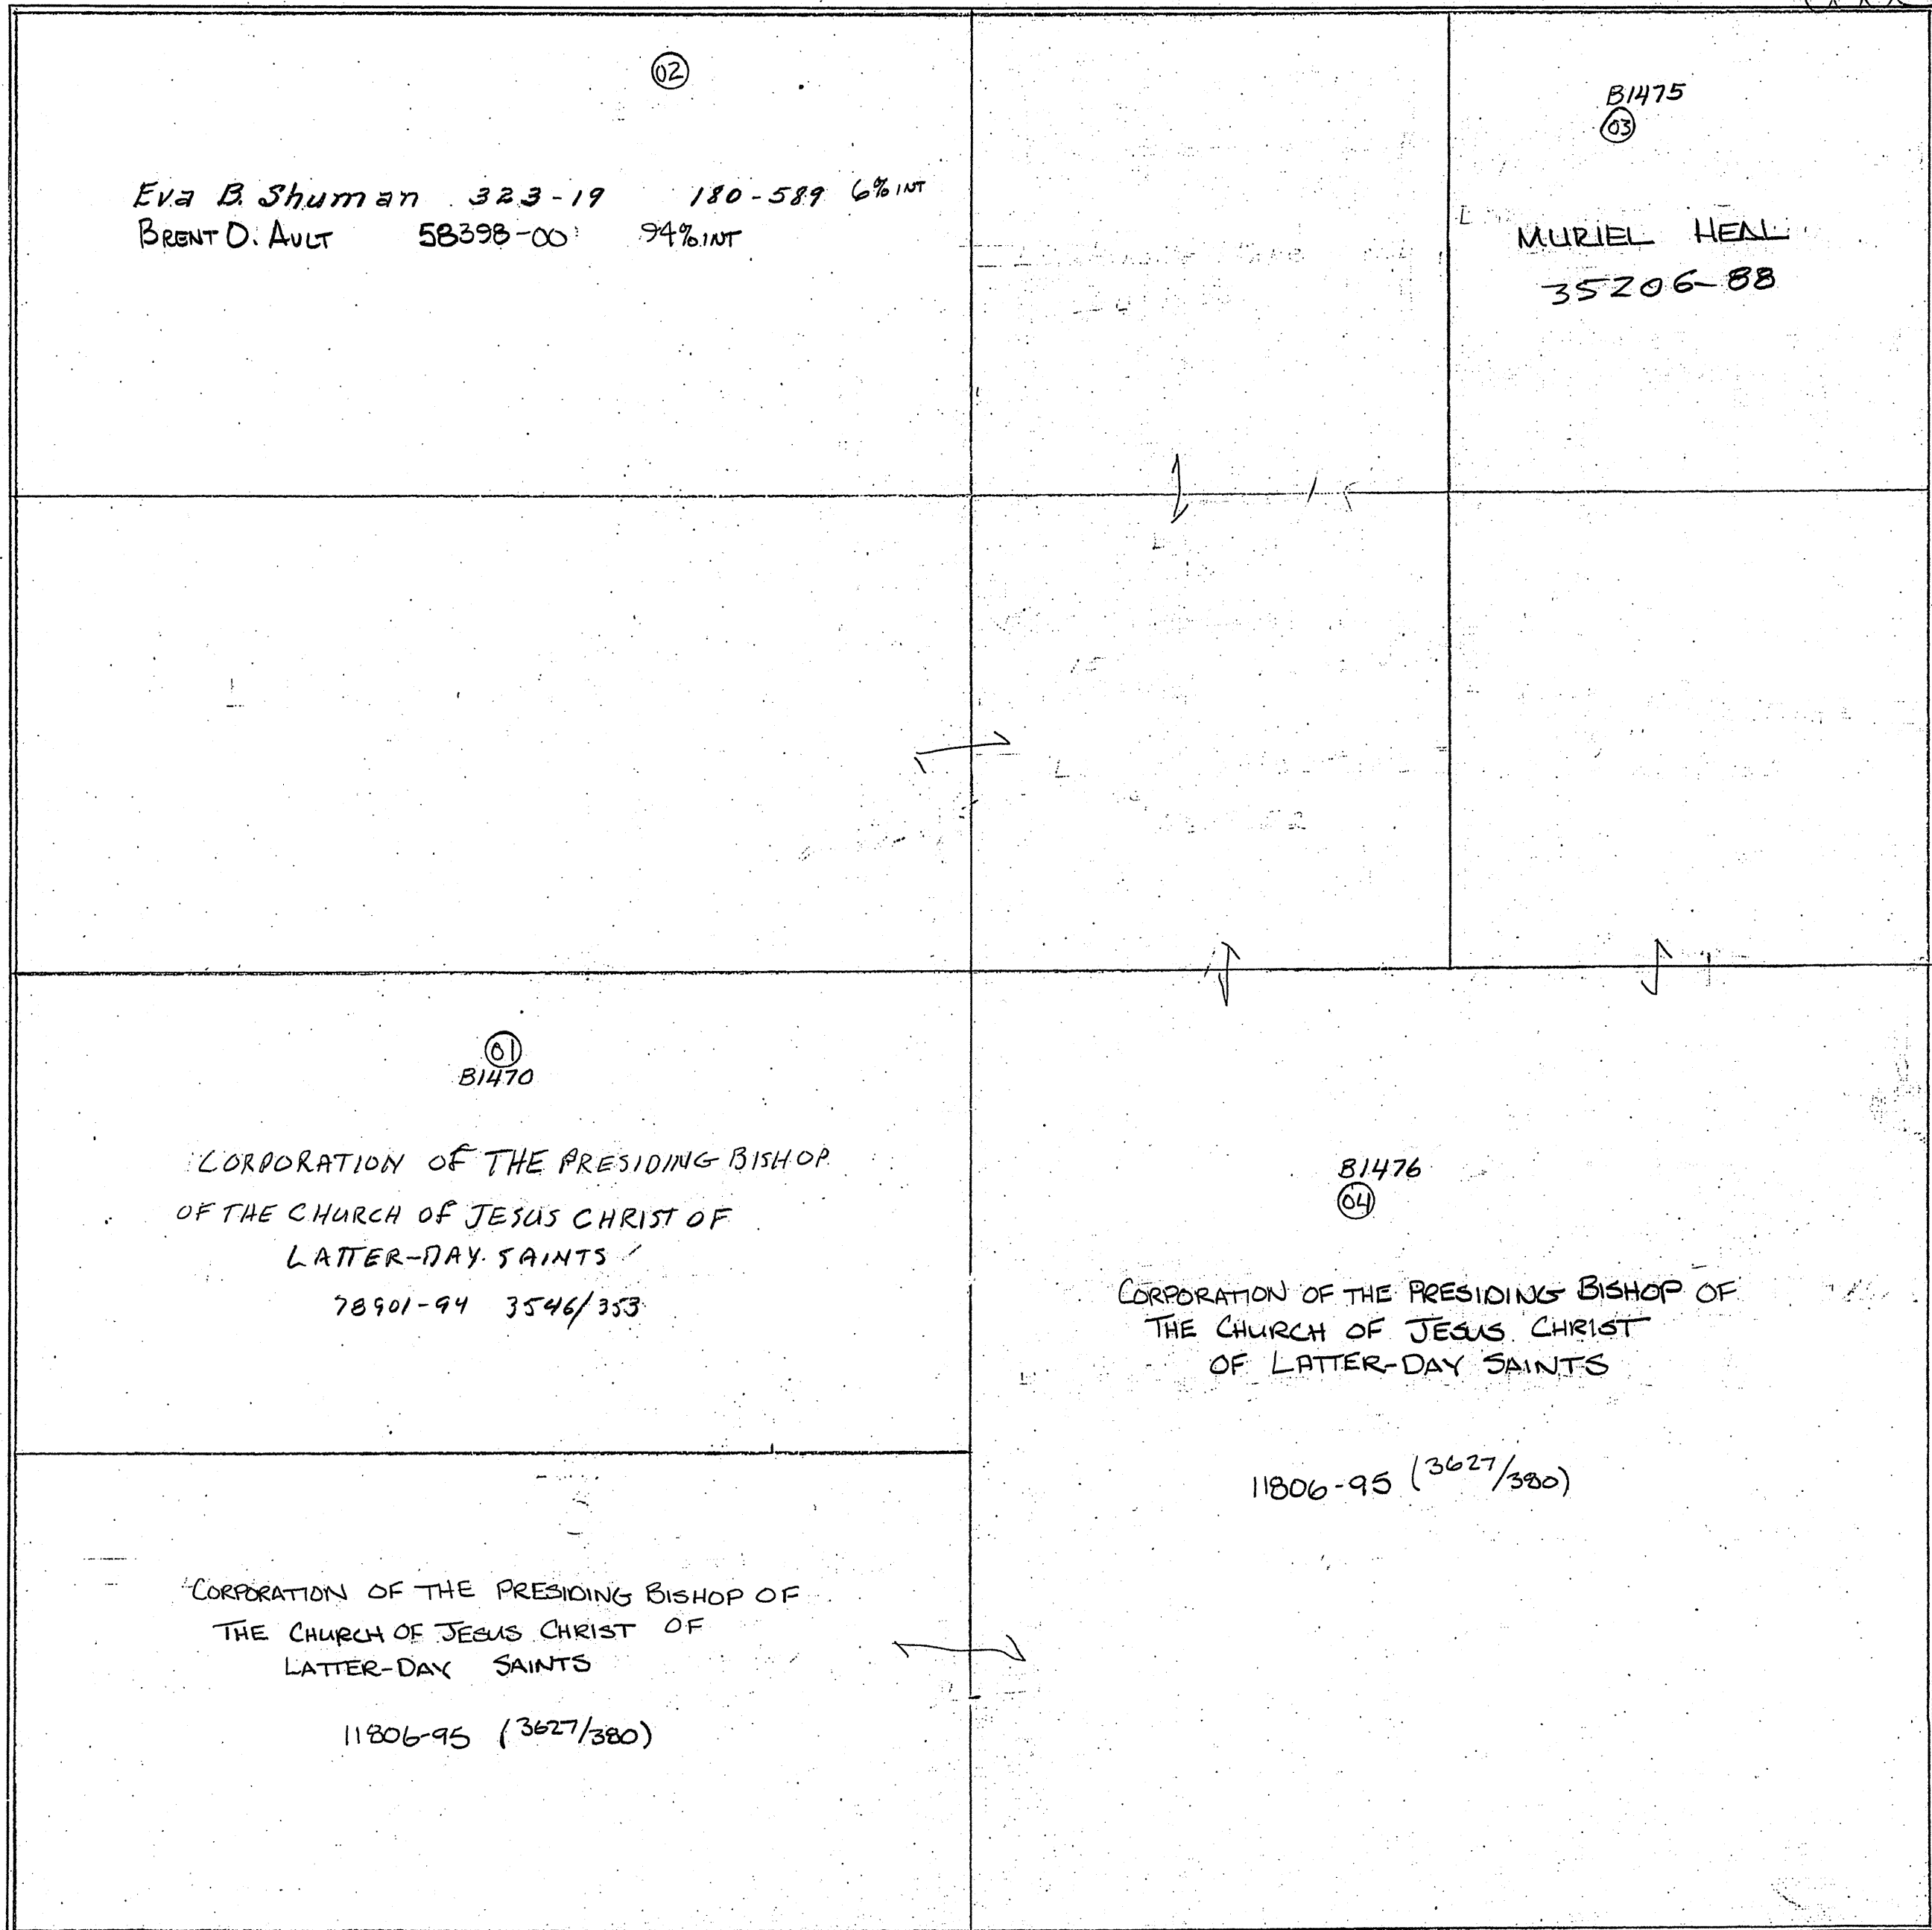 02
Eva B. Shuman 323-19 180-589 6% INT
BRENT D. AULT 58398-00 94% INT
B1475
03
MURIEL HEAL
35206-88
01
B1470
CORPORATION OF THE PRESIDING BISHOP
OF THE CHURCH OF JESUS CHRIST OF
LATTER-DAY SAINTS
78901-94 3546/353
B1476
04
CORPORATION OF THE PRESIDING BISHOP OF
THE CHURCH OF JESUS CHRIST
OF LATTER-DAY SAINTS
11806-95 (3627/380)
CORPORATION OF THE PRESIDING BISHOP OF
THE CHURCH OF JESUS CHRIST OF
LATTER-DAY SAINTS
11806-95 (3627/380)